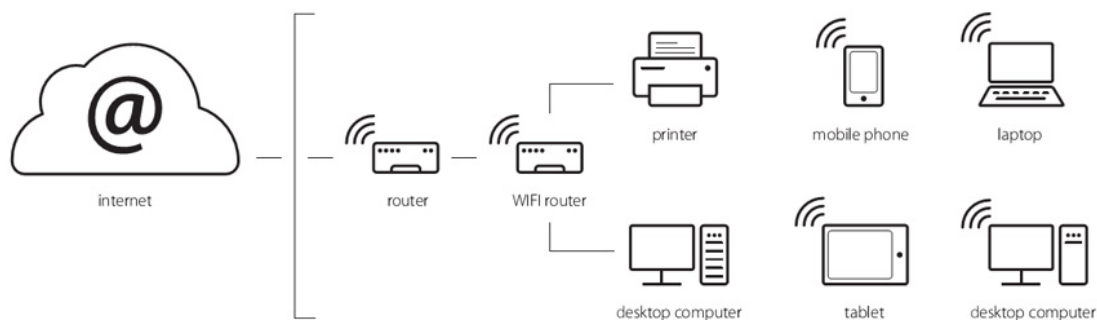 @
internet
router
WIFI router
printer
mobile phone
laptop
desktop computer
tablet
desktop computer